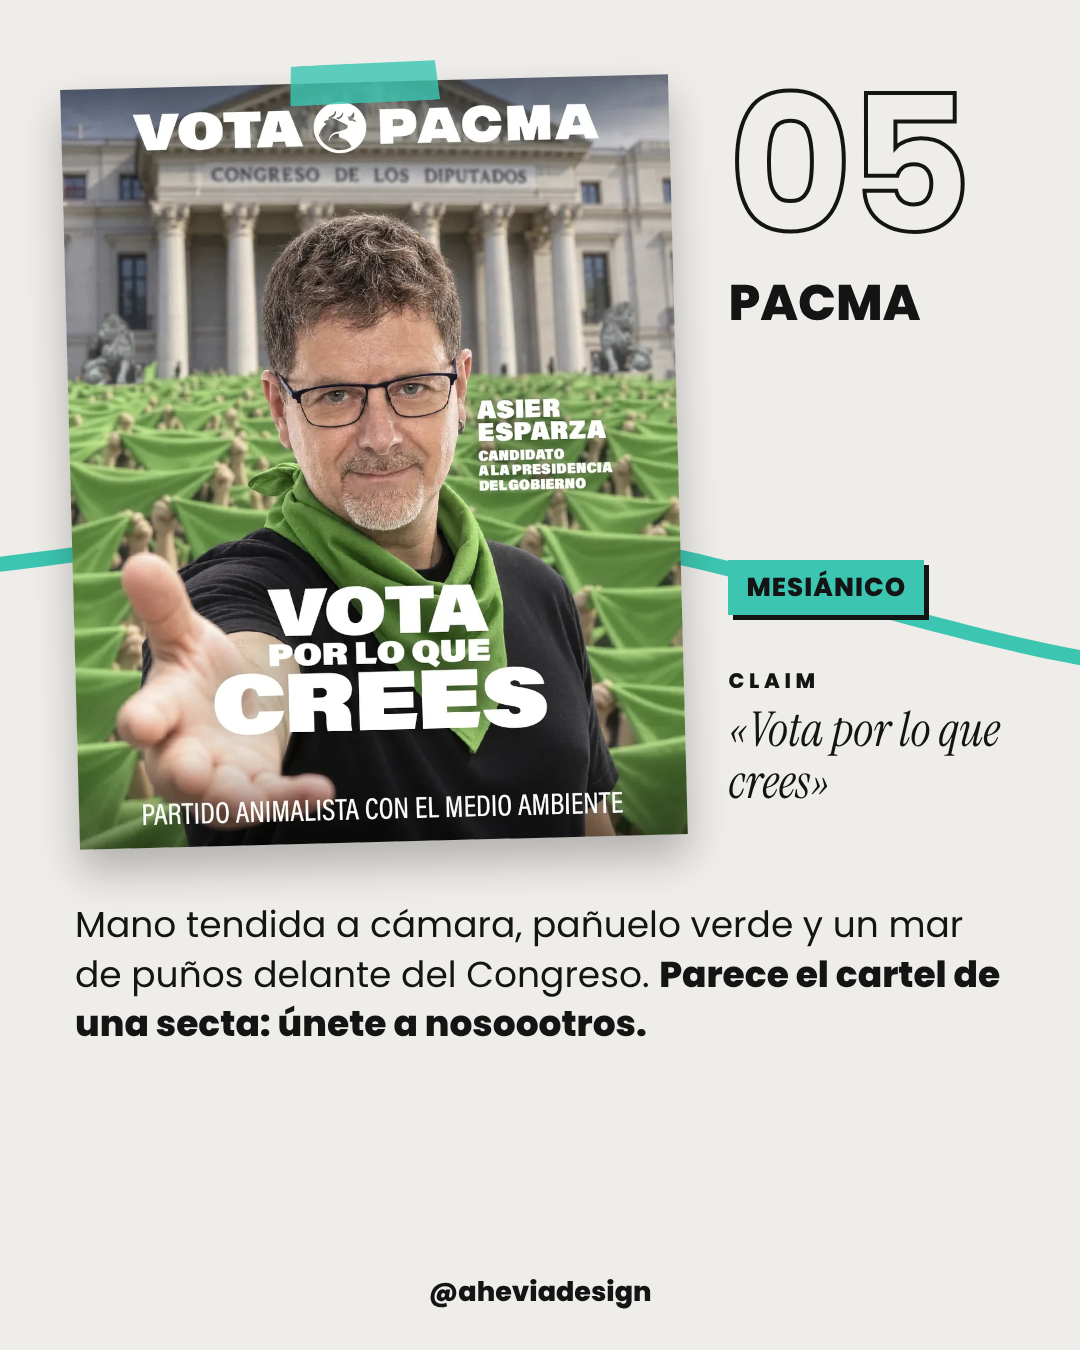 VOTA PACMA
CONGRESO DE LOS DIPUTADOS
ASIER
ESPARZA
CANDIDATO
A LA PRESIDENCIA
DEL GOBIERNO
VOTA
POR LO QUE
CREES
PARTIDO ANIMALISTA CON EL MEDIO AMBIENTE
05
PACMA
MESIÁNICO
CLAIM
«Vota por lo que
crees»
Mano tendida a cámara, pañuelo verde y un mar
de puños delante del Congreso. Parece el cartel de
una secta: únete a nosoootros.
@aheviadesign